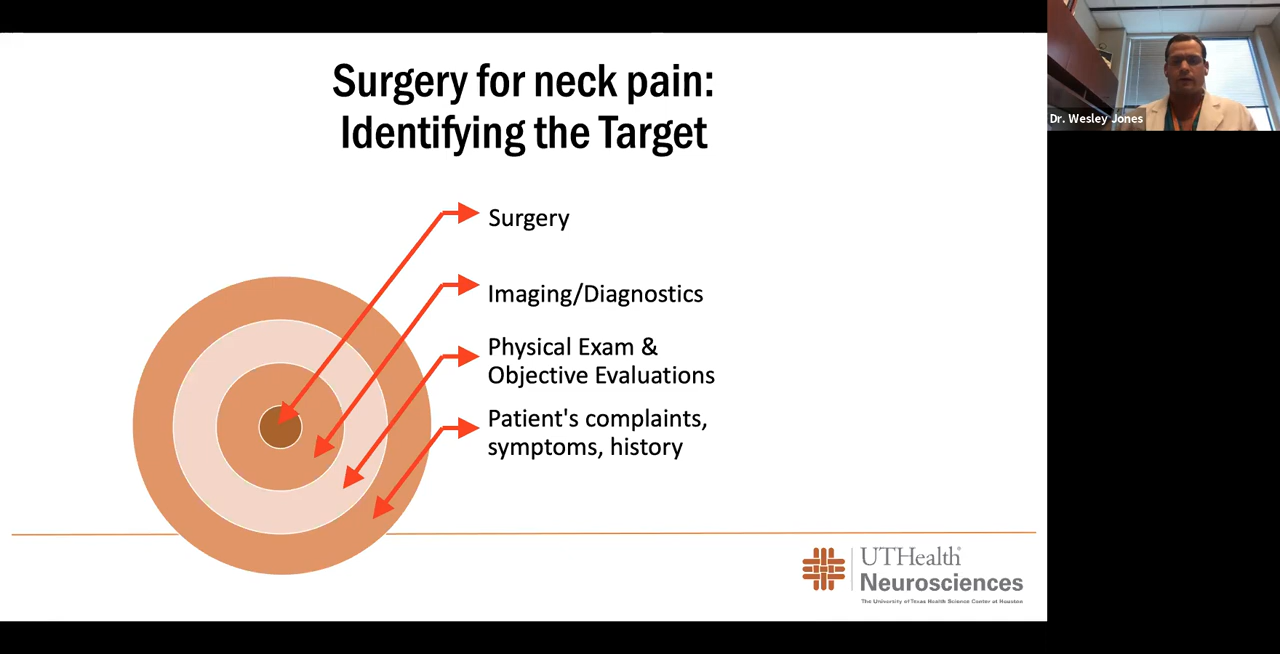 Surgery for neck pain:
Identifying the Target
Dr. Wesley Jones
Surgery
Imaging/Diagnostics
Physical Exam &
Objective Evaluations
Patient's complaints,
symptoms, history
UTHealth®
Neurosciences
The University of Texas Health Science Center at Houston